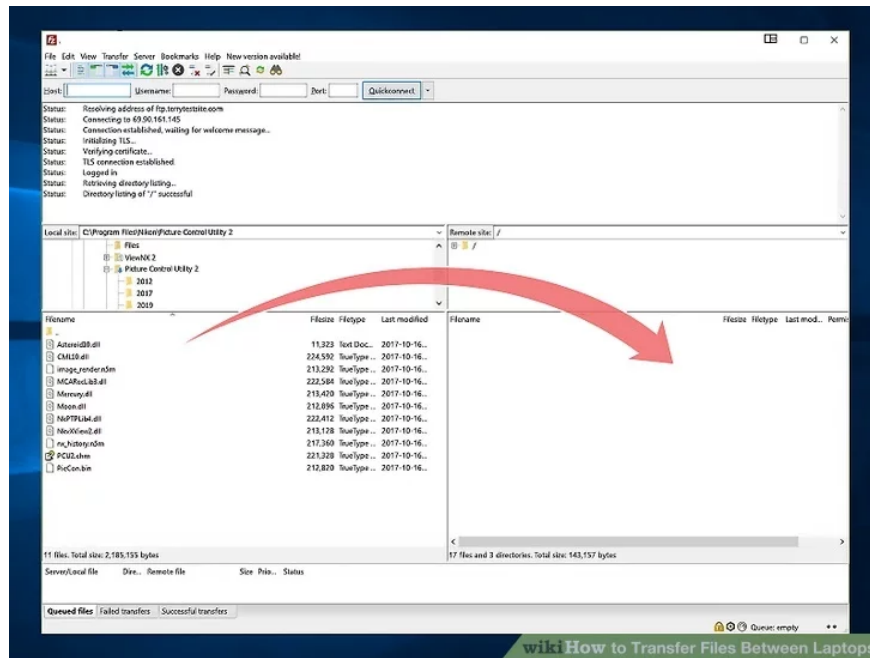 File Edit View Transfer Server Bookmarks Help New version available!
Host: Username: Password: Port: Quickconnect
Status: Resolving address of ftp.terrytestsite.com
Status: Connecting to 69.90.161.145
Status: Connection established, waiting for welcome message...
Status: Initializing TLS...
Status: Verifying certificate...
Status: TLS connection established
Status: Logged in
Status: Retrieving directory listing...
Status: Directory listing of "/" successful
Local site: C:\Program Files\Nikon\Picture Control Utility 2
Remote site: /
Files
ViewNX 2
Picture Control Utility 2
2012
2017
2019
/
Filename Filesize Filetype Last modified
..
Asteroid10.dll 11,323 Text Doc... 2017-10-16...
CML10.dll 224,592 TrueType ... 2017-10-16...
image_render.n5m 213,292 TrueType ... 2017-10-16...
MCARecLib3.dll 222,584 TrueType ... 2017-10-16...
Mercury.dll 213,420 TrueType ... 2017-10-16...
Moon.dll 212,896 TrueType ... 2017-10-16...
NkPTPLib4.dll 222,412 TrueType ... 2017-10-16...
213,128 TrueType ... 2017-10-16...
nx_history.n5m 217,360 TrueType ... 2017-10-16...
PCU2.chm 221,328 TrueType ... 2017-10-16...
PicCon.bin 212,820 TrueType ... 2017-10-16...
11 files. Total size: 2,185,155 bytes
Filename Filesize Filetype Last mod... Permis
17 files and 3 directories. Total size: 143,157 bytes
Server/Local file Dire... Remote file Size Prio... Status
Queued files Failed transfers Successful transfers
Queue: empty
wikiHow to Transfer Files Between Laptops